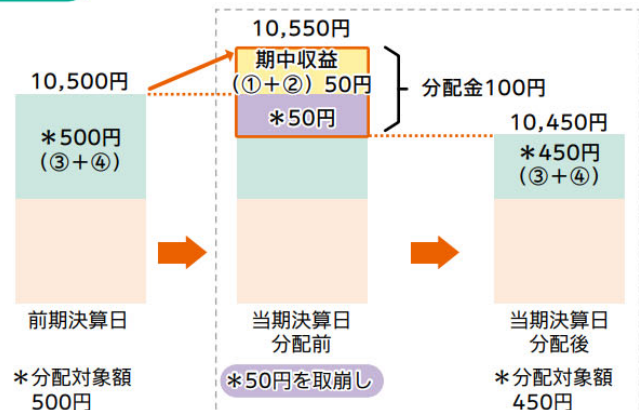 10,550円
期中収益
(①+②) 50円
＊50円
分配金100円
10,500円
＊500円
(③+④)
10,450円
＊450円
(③+④)
前期決算日
当期決算日
分配前
当期決算日
分配後
＊分配対象額
500円
＊50円を取崩し
＊分配対象額
450円